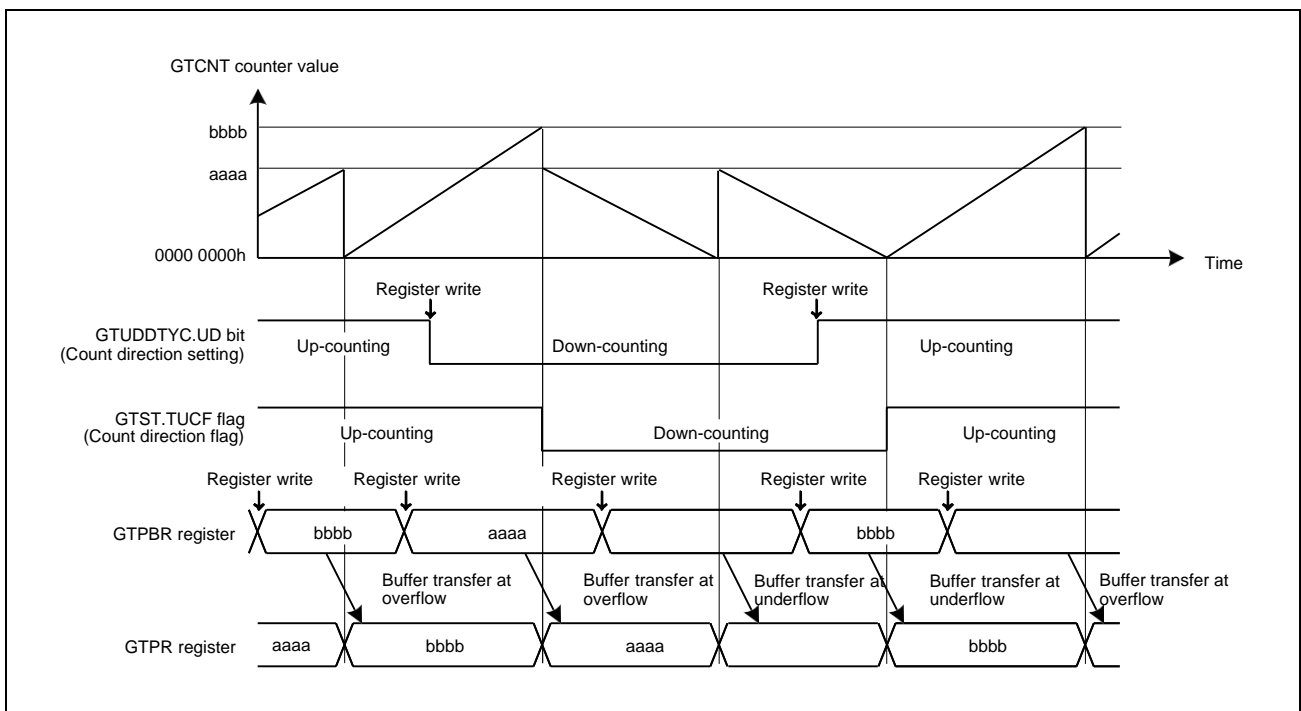 GTCNT counter value
bbbb
aaaa
0000 0000h
Time
Register write
Register write
GTUDDTYC.UD bit
(Count direction setting)
Up-counting
Down-counting
Up-counting
GTST.TUCF flag
(Count direction flag)
Up-counting
Down-counting
Up-counting
Register write
Register write
Register write
Register write
Register write
GTPBR register
bbbb
aaaa
bbbb
Buffer transfer at
overflow
Buffer transfer at
overflow
Buffer transfer at
underflow
Buffer transfer at
underflow
Buffer transfer at
overflow
GTPR register
aaaa
bbbb
aaaa
bbbb